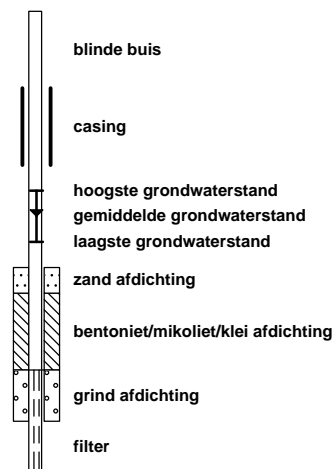 blinde buis
casing
hoogste grondwaterstand
gemiddelde grondwaterstand
laagste grondwaterstand
zand afdichting
bentoniet/mikoliet/klei afdichting
grind afdichting
filter